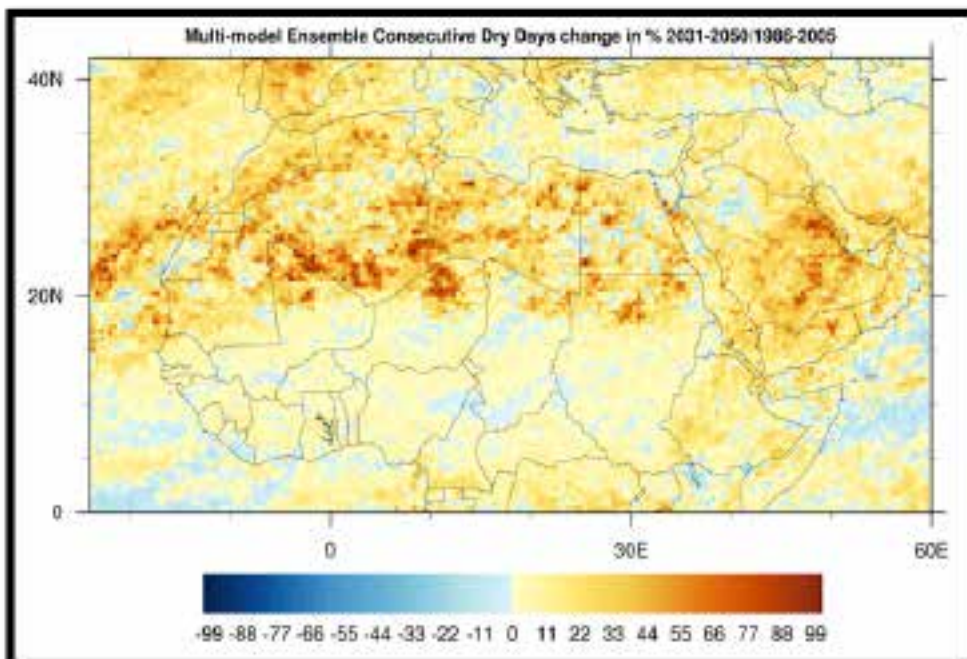 Multi-model Ensemble Consecutive Dry Days change in % 2031-2050/1986-2005
40N
20N
0
0 30E 60E
-99 -88 -77 -66 -55 -44 -33 -22 -11 0 11 22 33 44 55 66 77 88 99